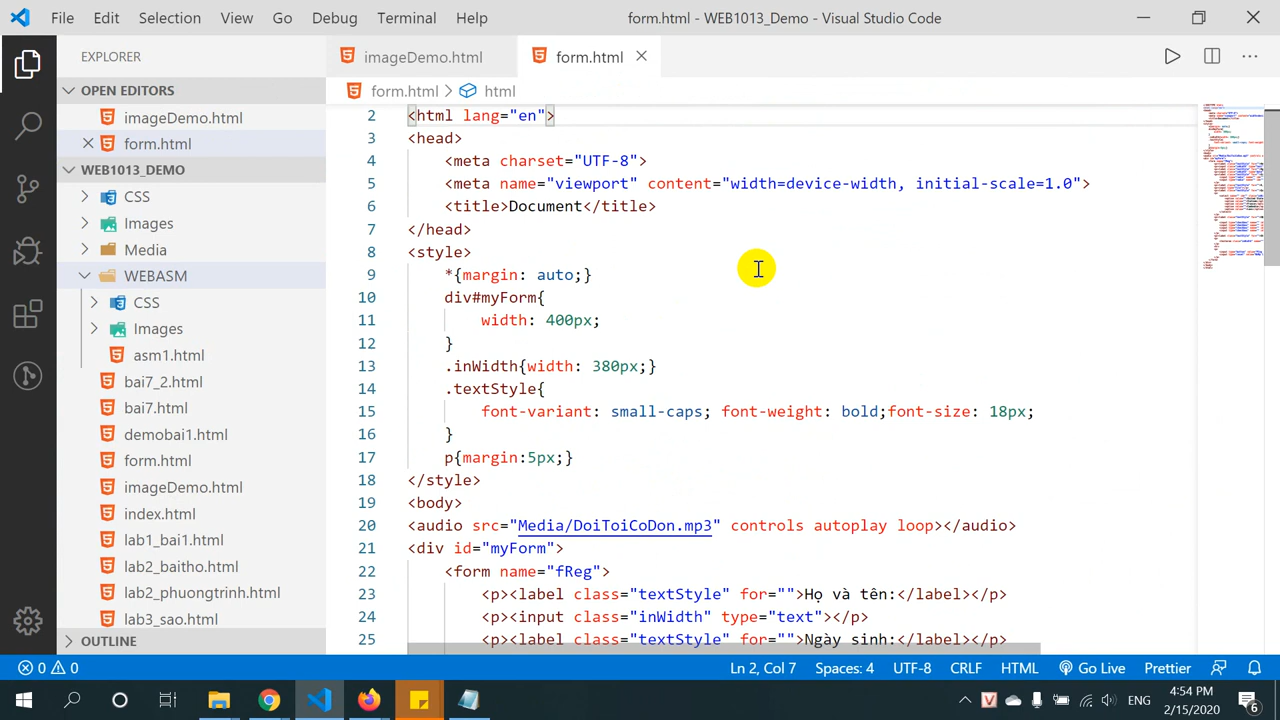 File Edit Selection View Go Debug Terminal Help form.html - WEB1013_Demo - Visual Studio Code
EXPLORER
OPEN EDITORS
imageDemo.html
form.html
WEB1013_DEMO
CSS
Images
Media
WEBASM
CSS
Images
asm1.html
bai7_2.html
bai7.html
demobai1.html
form.html
imageDemo.html
index.html
lab1_bai1.html
lab2_baitho.html
lab2_phuongtrinh.html
lab3_sao.html
OUTLINE
imageDemo.html form.html
form.html > html
2 <html lang="en">
3 <head>
4 <meta charset="UTF-8">
5 <meta name="viewport" content="width=device-width, initial-scale=1.0">
6 <title>Document</title>
7 </head>
8 <style>
9 *{margin: auto;}
10 div#myForm{
11 width: 400px;
12 }
13 .inWidth{width: 380px;}
14 .textStyle{
15 font-variant: small-caps; font-weight: bold;font-size: 18px;
16 }
17 p{margin:5px;}
18 </style>
19 <body>
20 <audio src="Media/DoiToiCoDon.mp3" controls autoplay loop></audio>
21 <div id="myForm">
22 <form name="fReg">
23 <p><label class="textStyle" for="">Họ và tên:</label></p>
24 <p><input class="inWidth" type="text"></p>
25 <p><label class="textStyle" for="">Ngày sinh:</label></p>
0 0 Ln 2, Col 7 Spaces: 4 UTF-8 CRLF HTML Go Live Prettier
ENG
4:54 PM
2/15/2020
6